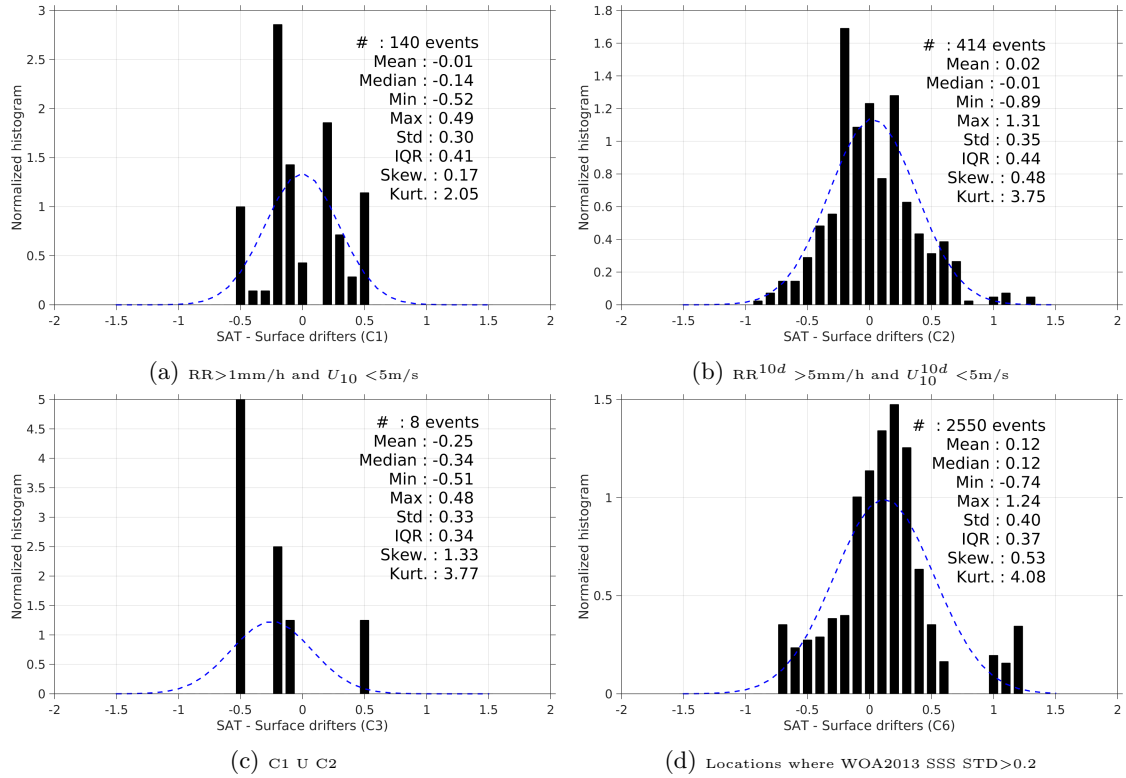 3
2.5
2
1.5
1
0.5
0
Normalized histogram
# : 140 events
Mean : -0.01
Median : -0.14
Min : -0.52
Max : 0.49
Std : 0.30
IQR : 0.41
Skew. : 0.17
Kurt. : 2.05
-2 -1.5 -1 -0.5 0 0.5 1 1.5 2
SAT - Surface drifters (C1)
(a) RR>1mm/h and U10 <5m/s
1.8
1.6
1.4
1.2
1
0.8
0.6
0.4
0.2
0
Normalized histogram
# : 414 events
Mean : 0.02
Median : -0.01
Min : -0.89
Max : 1.31
Std : 0.35
IQR : 0.44
Skew. : 0.48
Kurt. : 3.75
-2 -1.5 -1 -0.5 0 0.5 1 1.5 2
SAT - Surface drifters (C2)
(b) RR^10d >5mm/h and U10^10d <5m/s
5
4.5
4
3.5
3
2.5
2
1.5
1
0.5
0
Normalized histogram
# : 8 events
Mean : -0.25
Median : -0.34
Min : -0.51
Max : 0.48
Std : 0.33
IQR : 0.34
Skew. : 1.33
Kurt. : 3.77
-2 -1.5 -1 -0.5 0 0.5 1 1.5 2
SAT - Surface drifters (C3)
(c) C1 U C2
1.5
1
0.5
0
Normalized histogram
# : 2550 events
Mean : 0.12
Median : 0.12
Min : -0.74
Max : 1.24
Std : 0.40
IQR : 0.37
Skew. : 0.53
Kurt. : 4.08
-2 -1.5 -1 -0.5 0 0.5 1 1.5 2
SAT - Surface drifters (C6)
(d) Locations where WOA2013 SSS STD>0.2